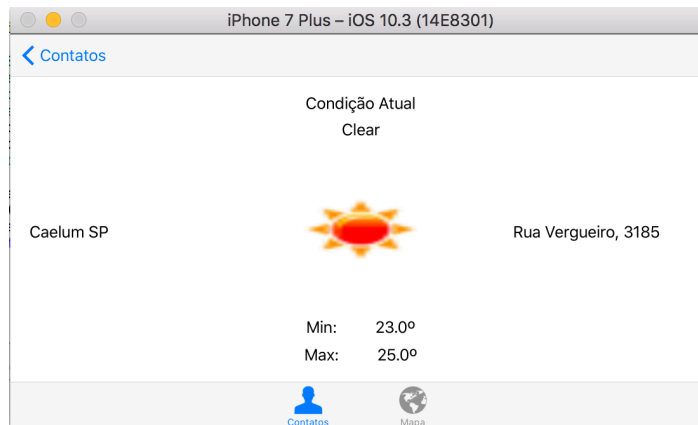 iPhone 7 Plus – iOS 10.3 (14E8301)
Contatos
Condição Atual
Clear
Caelum SP
Rua Vergueiro, 3185
Min: 23.0º
Max: 25.0º
Contatos Mapa